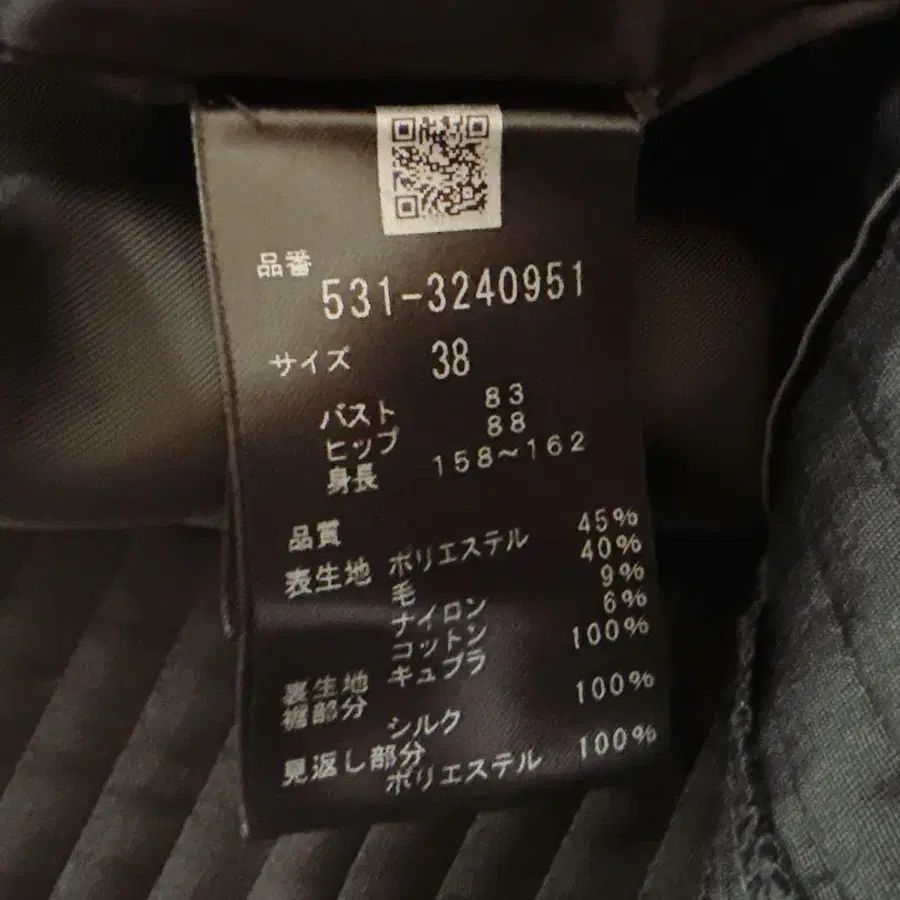 品番
531-3240951
サイズ 38
バスト 83
ヒップ 88
身長 158～162
品質
表生地 ポリエステル 45%
毛 40%
ナイロン 9%
コットン 6%
裏生地 キュプラ 100%
裾部分
シルク 100%
見返し部分
ポリエステル 100%